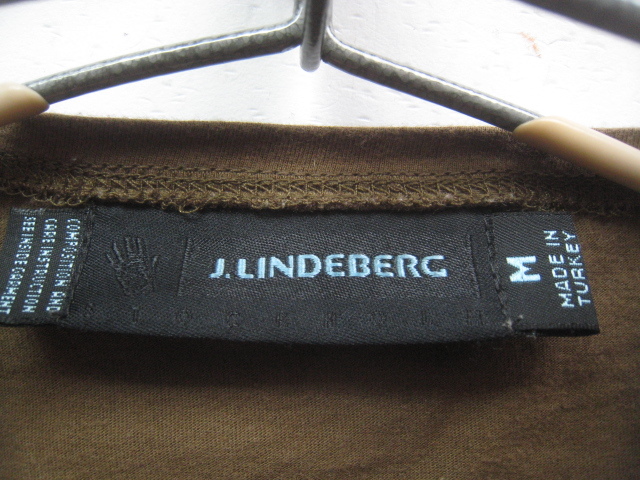 COMPOSITION AND
CARE INSTRUCTION
SEE INSIDE GARMENT
J.LINDEBERG
M
MADE IN
TURKEY